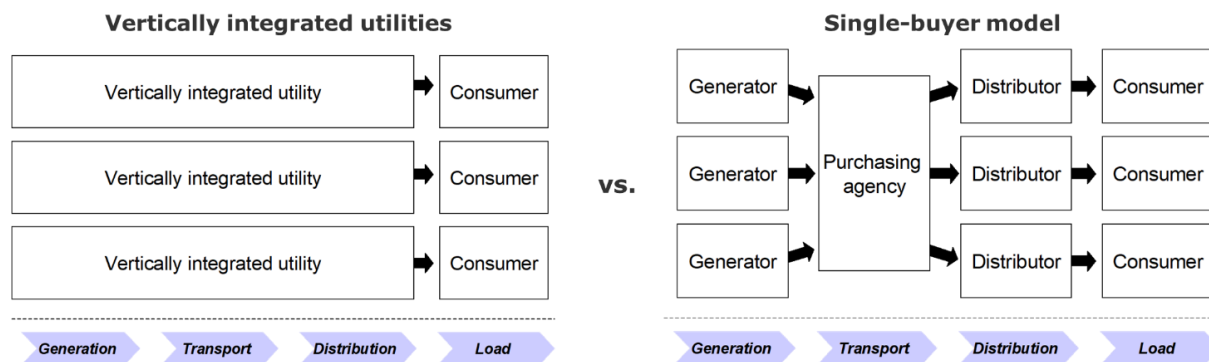 Vertically integrated utilities
Vertically integrated utility
Consumer
Vertically integrated utility
Consumer
Vertically integrated utility
Consumer
Generation
Transport
Distribution
Load
vs.
Single-buyer model
Generator
Distributor
Consumer
Generator
Purchasing
agency
Distributor
Consumer
Generator
Distributor
Consumer
Generation
Transport
Distribution
Load